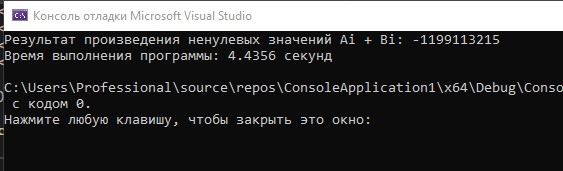 Консоль отладки Microsoft Visual Studio
Результат произведения ненулевых значений Ai + Bi: -1199113215
Время выполнения программы: 4.4356 секунд
C:\Users\Professional\source\repos\ConsoleApplication1\x64\Debug\Conso
с кодом 0.
Нажмите любую клавишу, чтобы закрыть это окно: